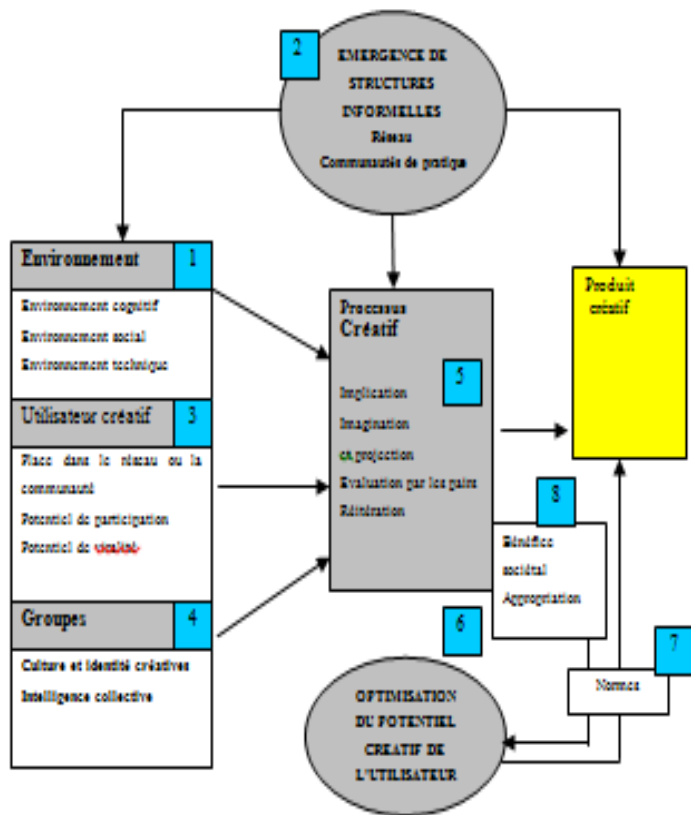 2
EMERGENCE DE
STRUCTURES
INFORMELLES
Réseau
Communautés de pratique
Environnement 1
Environnement cognitif
Environnement social
Environnement technique
Utilisateur créatif 3
Place dans le réseau ou la
communauté
Potentiel de participation
Potentiel de
Groupes 4
Culture et identité créatives
Intelligence collective
Processus
Créatif
5
Implication
Imagination
projection
Evaluation par les pairs
Réitération
Produit
créatif
8
Bénéfice
sociétal
Appropriation
6
7
Normes
OPTIMISATION
DU POTENTIEL
CREATIF DE
L'UTILISATEUR